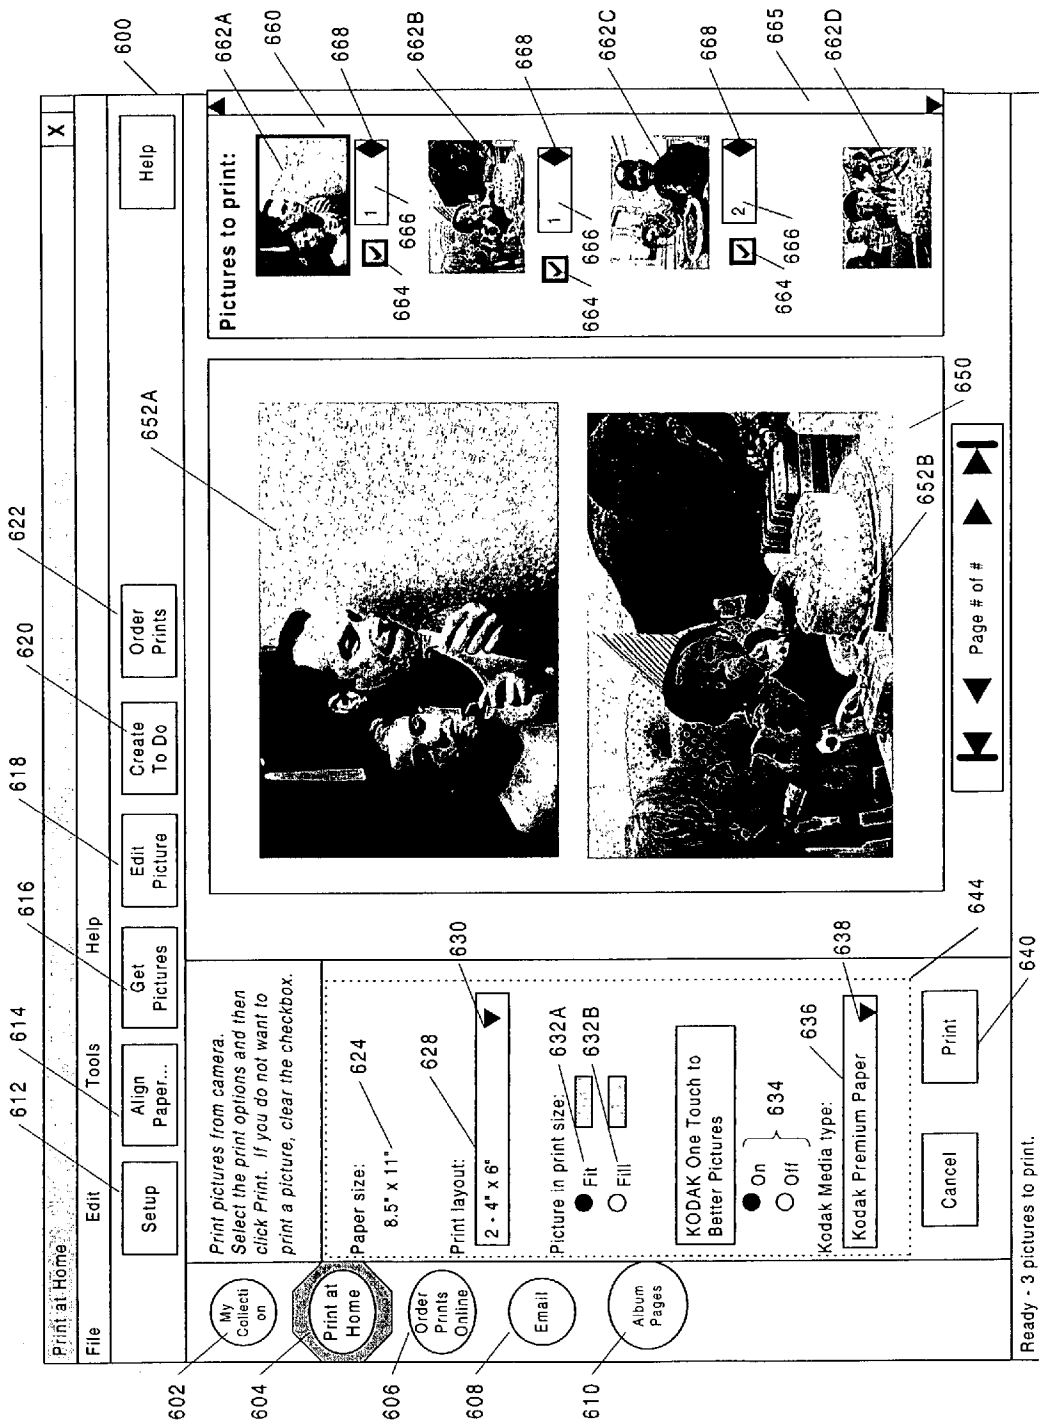 612
614
616
618
620
622
652A
600
662A
660
668
662B
668
662C
668
665
662D
Print at Home
X
File
Edit
Tools
Help
Setup
Align
Paper...
Get
Pictures
Edit
Picture
Create
To Do
Order
Prints
Help
602
604
606
608
610
My
Collecti
on
Print at
Home
Order
Prints
Online
Email
Album
Pages
Print pictures from camera.
Select the print options and then
click Print. If you do not want to
print a picture, clear the checkbox.
Paper size:
624
8.5" x 11"
Print layout:
628
630
2 - 4" x 6"
Picture in print size:
632A
632B
Fit
Fill
KODAK One Touch to
Better Pictures
On
Off
634
Kodak Media type:
636
638
Kodak Premium Paper
Cancel
Print
640
644
Pictures to print:
1
664
666
1
664
666
2
664
666
650
652B
Page # of #
Ready - 3 pictures to print.